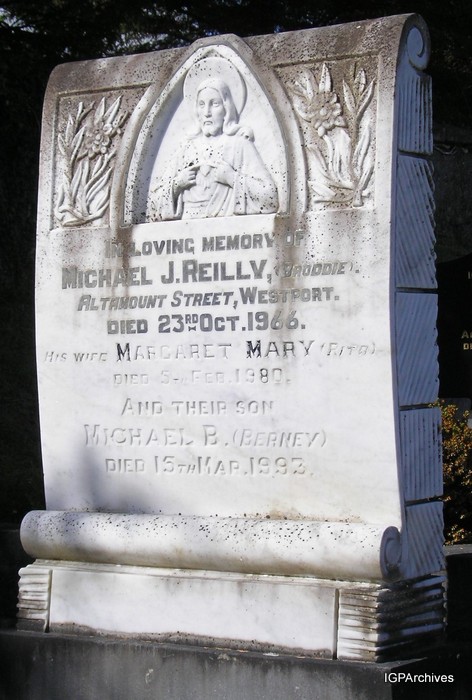 IN LOVING MEMORY OF
MICHAEL J. REILLY, (BRODDIE).
ALTAMOUNT STREET, WESTPORT.
DIED 23RD OCT. 1966.
HIS WIFE MARGARET MARY (RITA)
DIED 5TH FEB. 1980.
AND THEIR SON
MICHAEL B. (BERNEY)
DIED 15TH MAR. 1993.
IGPArchives